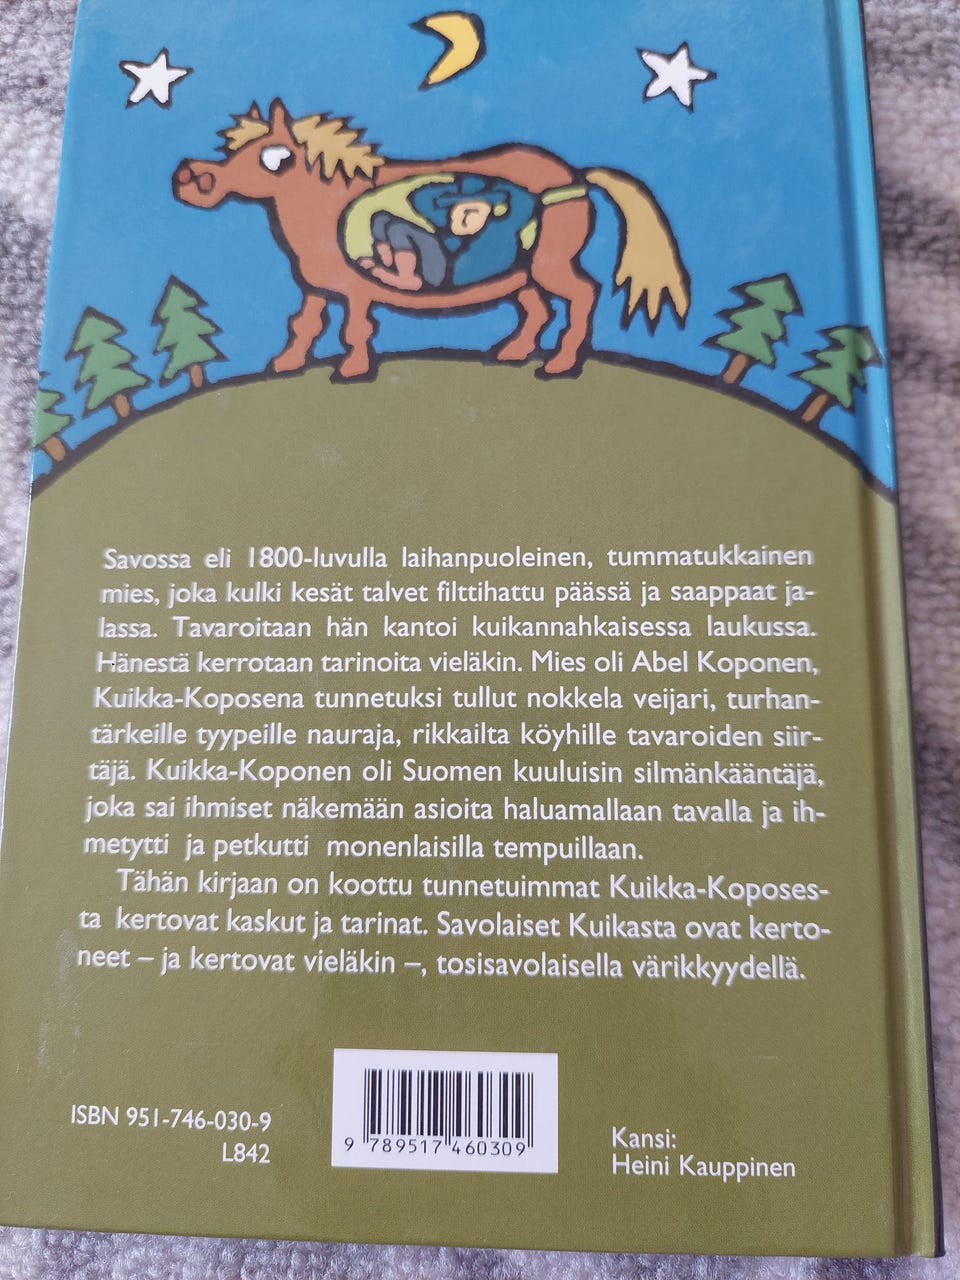 Savossa eli 1800-luvulla laihanpuoleinen, tummatukkainen
mies, joka kulki kesät talvet filttihattu päässä ja saappaat ja-
lassa. Tavaroitaan hän kantoi kuikannahkaisessa laukussa.
Hänestä kerrotaan tarinoita vieläkin. Mies oli Abel Koponen,
Kuikka-Koposena tunnetuksi tullut nokkela veijari, turhan-
tärkeille tyypeille nauraja, rikkailta köyhille tavaroiden siir-
täjä. Kuikka-Koponen oli Suomen kuuluisin silmänkääntäjä,
joka sai ihmiset näkemään asioita haluamallaan tavalla ja ih-
metytti ja petkutti monenlaisilla tempuillaan.
Tähän kirjaan on koottu tunnetuimmat Kuikka-Koposes-
ta kertovat kaskut ja tarinat. Savolaiset Kuikasta ovat kerto-
neet – ja kertovat vieläkin –, tosisavolaisella värikkyydellä.
ISBN 951-746-030-9
L842
9 789517 460309
Kansi:
Heini Kauppinen